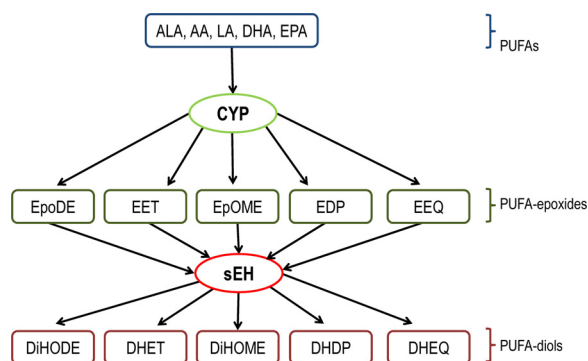 ALA, AA, LA, DHA, EPA
PUFAs
CYP
EpoDE
EET
EpOME
EDP
EEQ
PUFA-epoxides
sEH
DiHODE
DHET
DiHOME
DHDP
DHEQ
PUFA-diols